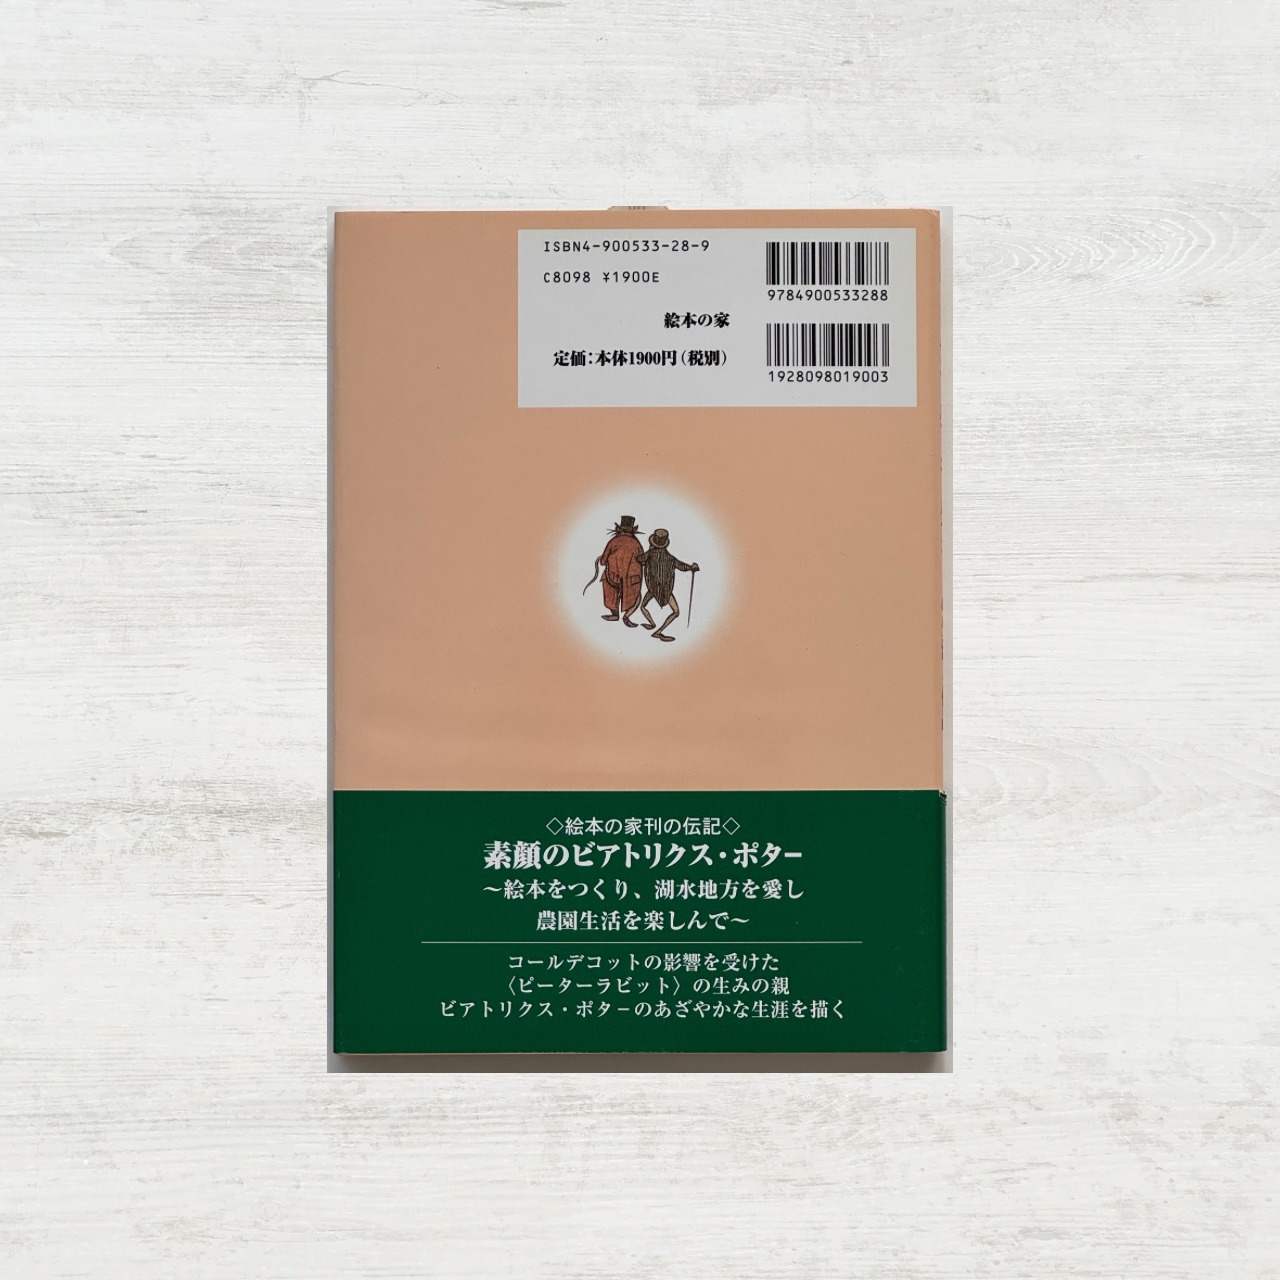 ISBN4-900533-28-9
C8098 ¥1900E
絵本の家
定価：本体1900円（税別）
9784900533288
1928098019003
◇絵本の家刊の伝記◇
素顔のビアトリクス・ポター
～絵本をつくり、湖水地方を愛し
農園生活を楽しんで～
コールデコットの影響を受けた
〈ピーターラビット〉の生みの親
ビアトリクス・ポターのあざやかな生涯を描く